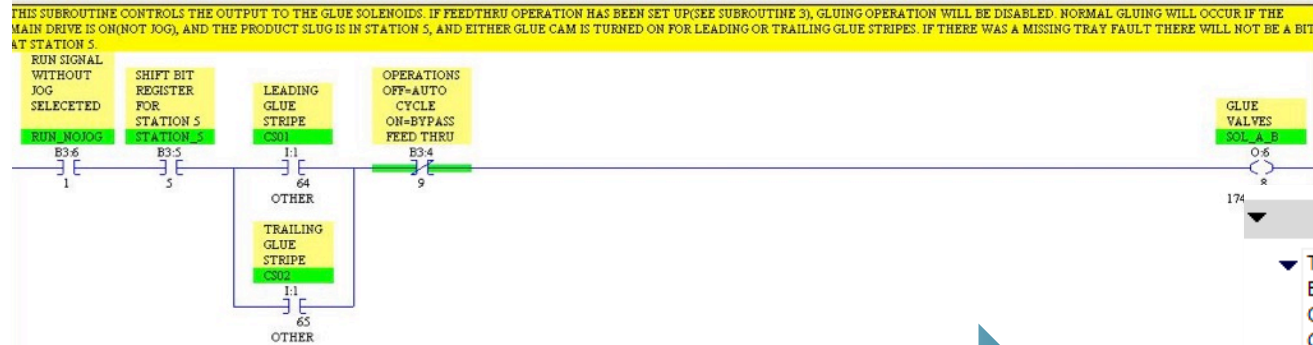 THIS SUBROUTINE CONTROLS THE OUTPUT TO THE GLUE SOLENOIDS. IF FEEDTHRU OPERATION HAS BEEN SET UP(SEE SUBROUTINE 3), GLUING OPERATION WILL BE DISABLED. NORMAL GLUING WILL OCCUR IF THE
MAIN DRIVE IS ON(NOT JOG), AND THE PRODUCT SLUG IS IN STATION 5, AND EITHER GLUE CAM IS TURNED ON FOR LEADING OR TRAILING GLUE STRIPES. IF THERE WAS A MISSING TRAY FAULT THERE WILL NOT BE A BIT
AT STATION 5.
RUN SIGNAL
WITHOUT
JOG
SELECETED
RUN_NOJOG
B3:6
1
SHIFT BIT
REGISTER
FOR
STATION 5
STATION_5
B3:5
5
LEADING
GLUE
STRIPE
CS01
I:1
64
OTHER
OPERATIONS
OFF=AUTO
CYCLE
ON=BYPASS
FEED THRU
B3:4
9
GLUE
VALVES
SOL_A_B
O:6
8
174
TRAILING
GLUE
STRIPE
CS02
I:1
65
OTHER